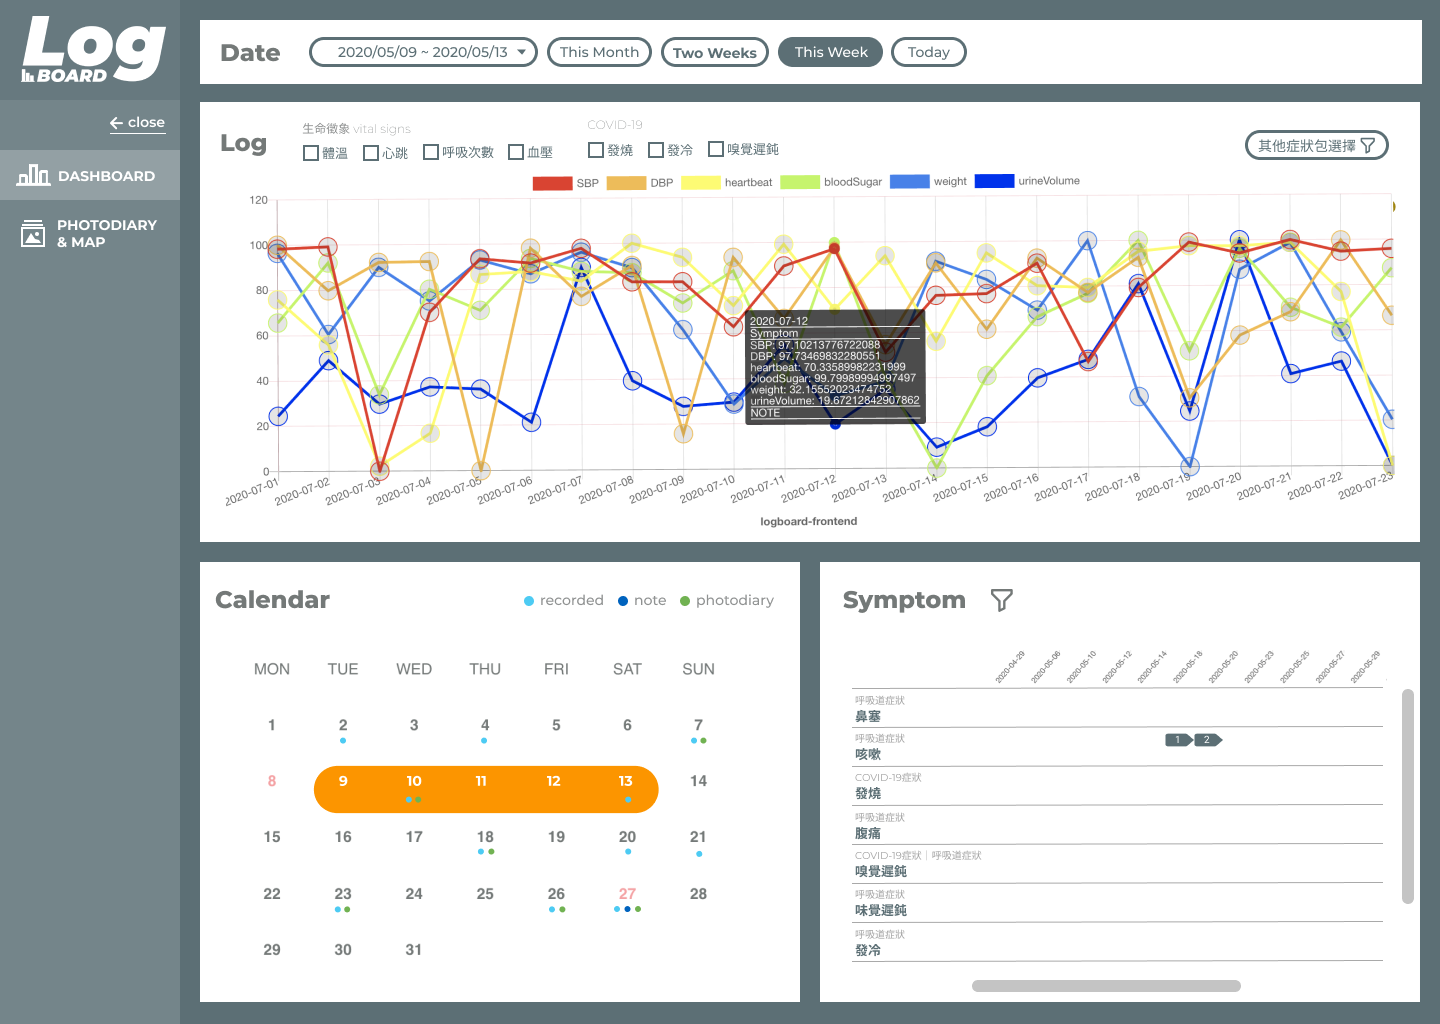 Log
BOARD
close
DASHBOARD
PHOTODIARY
& MAP
Date
2020/05/09 ~ 2020/05/13
This Month
Two Weeks
This Week
Today
Log
生命徵象 vital signs
體溫
心跳
呼吸次數
血壓
COVID-19
發燒
發冷
嗅覺遲鈍
其他症狀包選擇
SBP
DBP
heartbeat
bloodSugar
weight
urineVolume
120
100
80
60
40
20
0
2020-07-12
Symptom
SBP: 97.10213776722088
DBP: 97.73469832280551
heartbeat: 70.33589982231999
bloodSugar: 99.79989994997497
weight: 32.15552023474752
urineVolume: 19.67212842907862
NOTE
2020-07-01
2020-07-02
2020-07-03
2020-07-04
2020-07-05
2020-07-06
2020-07-07
2020-07-08
2020-07-09
2020-07-10
2020-07-11
2020-07-12
2020-07-13
2020-07-14
2020-07-15
2020-07-16
2020-07-17
2020-07-18
2020-07-19
2020-07-20
2020-07-21
2020-07-22
2020-07-23
logboard-frontend
Calendar
recorded
note
photodiary
MON TUE WED THU FRI SAT SUN
1 2 3 4 5 6 7
8 9 10 11 12 13 14
15 16 17 18 19 20 21
22 23 24 25 26 27 28
29 30 31
Symptom
2020-04-29
2020-05-06
2020-05-10
2020-05-12
2020-05-14
2020-05-18
2020-05-20
2020-05-23
2020-05-25
2020-05-27
2020-05-29
呼吸道症狀
鼻塞
呼吸道症狀
咳嗽
1 2
COVID-19症狀
發燒
呼吸道症狀
腹痛
COVID-19症狀｜呼吸道症狀
嗅覺遲鈍
呼吸道症狀
味覺遲鈍
呼吸道症狀
發冷